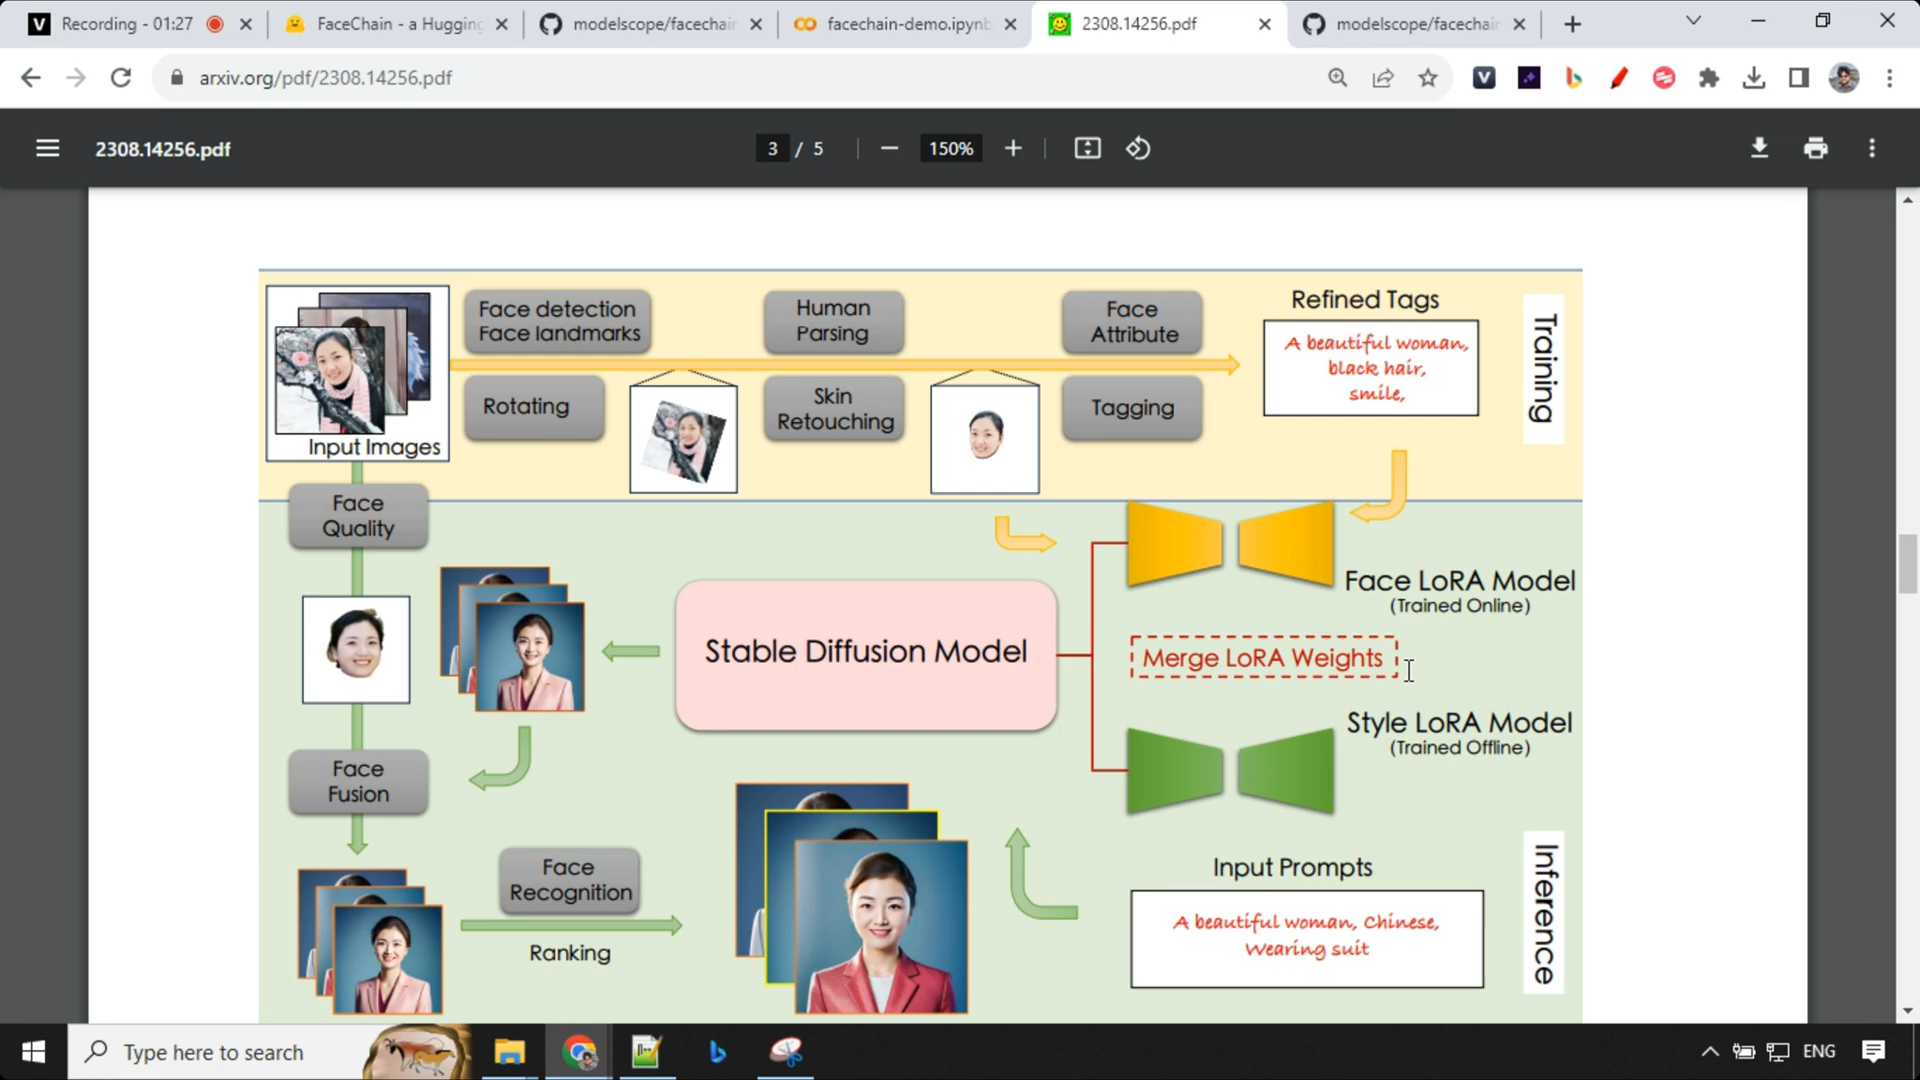 Recording - 01:27
FaceChain - a Hugging
modelscope/facechain
facechain-demo.ipynb
2308.14256.pdf
modelscope/facechain
arxiv.org/pdf/2308.14256.pdf
2308.14256.pdf
3 / 5
150%
Input Images
Face detection
Face landmarks
Rotating
Human
Parsing
Skin
Retouching
Face
Attribute
Tagging
Refined Tags
A beautiful woman,
black hair,
smile,
Training
Face
Quality
Stable Diffusion Model
Face LoRA Model
(Trained Online)
Merge LoRA Weights
Style LoRA Model
(Trained Offline)
Face
Fusion
Face
Recognition
Ranking
Input Prompts
A beautiful woman, Chinese,
Wearing suit
Inference
Type here to search
ENG